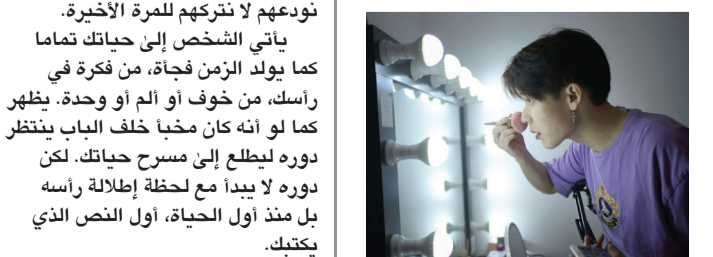 نودعهم لا نتركهم للمرة الأخيرة.
يأتي الشخص إلىٰ حياتك تماما
كما يولد الزمن فجأة، من فكرة في
رأسك، من خوف أو ألم أو وحدة. يظهر
كما لو أنه كان مخبأ خلف الباب ينتظر
دوره ليطلع إلىٰ مسرح حياتك. لكن
دوره لا يبدأ مع لحظة إطلالة رأسه
بل منذ أول الحياة، أول النص الذي
يكتبك.